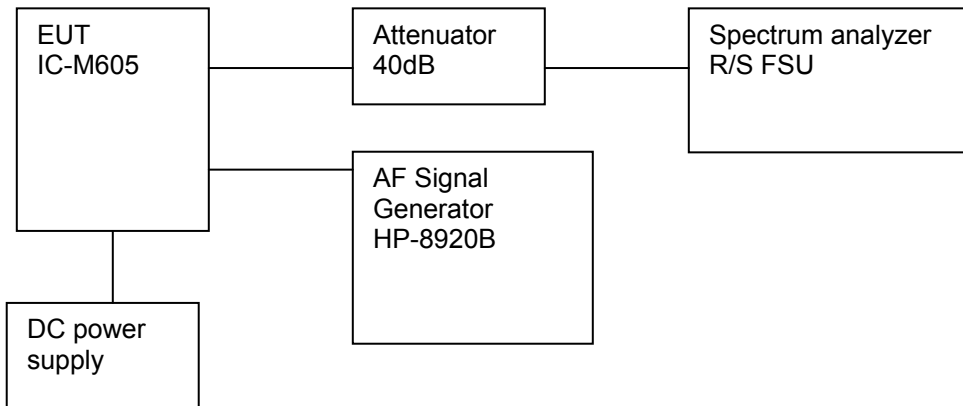 EUT
IC-M605
Attenuator
40dB
Spectrum analyzer
R/S FSU
AF Signal
Generator
HP-8920B
DC power
supply